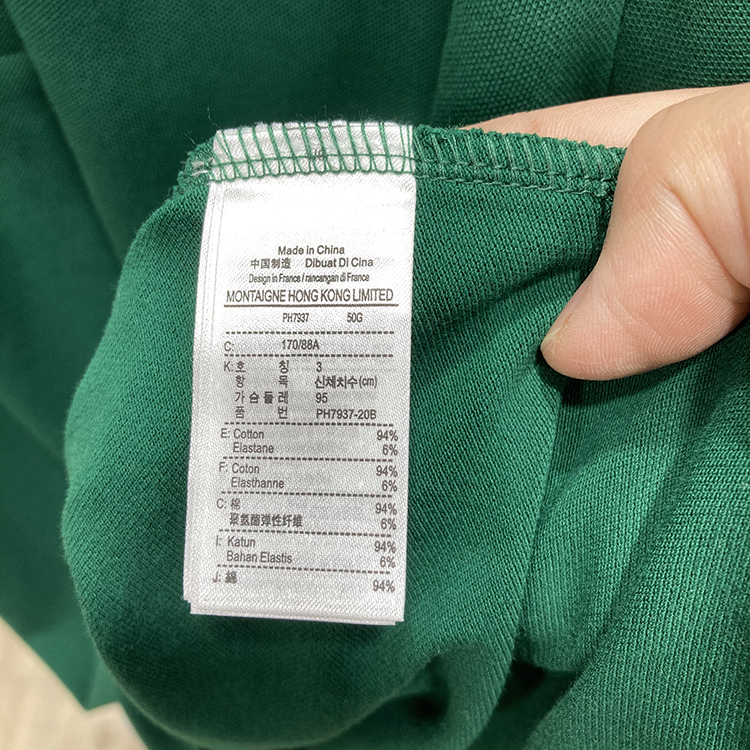 Made in China
中国制造 Dibuat Di Cina
Design in France / rancangan di France
MONTAIGNE HONG KONG LIMITED
PH7937 50G
C: 170/88A
K: 호 칭 3
항 목 신체치수(cm)
가 슴 둘 레 95
품 번 PH7937-20B
E: Cotton 94%
Elastane 6%
F: Coton 94%
Elasthanne 6%
C: 棉 94%
聚氨酯弹性纤维 6%
I: Katun 94%
Bahan Elastis 6%
J: 綿 94%